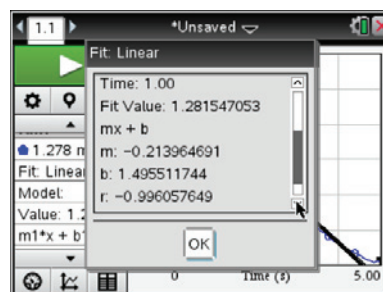 1.1
*Unsaved
Fit: Linear
Time: 1.00
Fit Value: 1.281547053
mx + b
m: −0.213964691
b: 1.495511744
r: −0.996057649
OK
1.278 m
Fit: Linea
Model:
Value: 1.2
m1*x + b
0
Time (s)
5.00